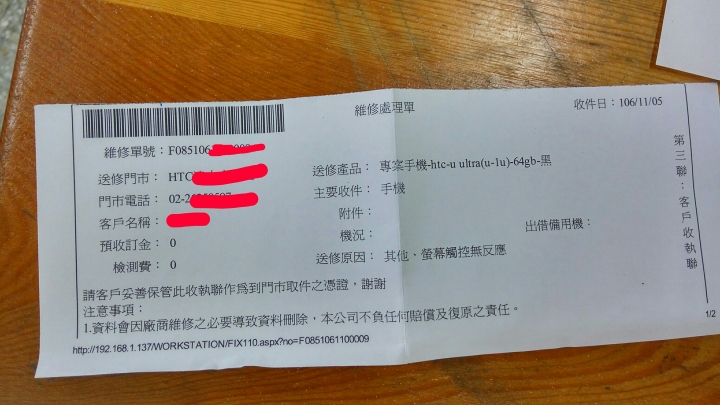 維修處理單
收件日：106/11/05
維修單號：F085106
送修門市：HTC
門市電話：02-2
客戶名稱：
預收訂金： 0
檢測費： 0
送修產品： 專案手機-htc-u ultra(u-1u)-64gb-黑
主要收件： 手機
附件：
機況：
出借備用機：
送修原因： 其他、螢幕觸控無反應
第三聯：客戶收執聯
請客戶妥善保管此收執聯作為到門市取件之憑證，謝謝
注意事項：
1.資料會因廠商維修之必要導致資料刪除，本公司不負任何賠償及復原之責任。
1/2
http://192.168.1.137/WORKSTATION/FIX110.aspx?no=F0851061100009